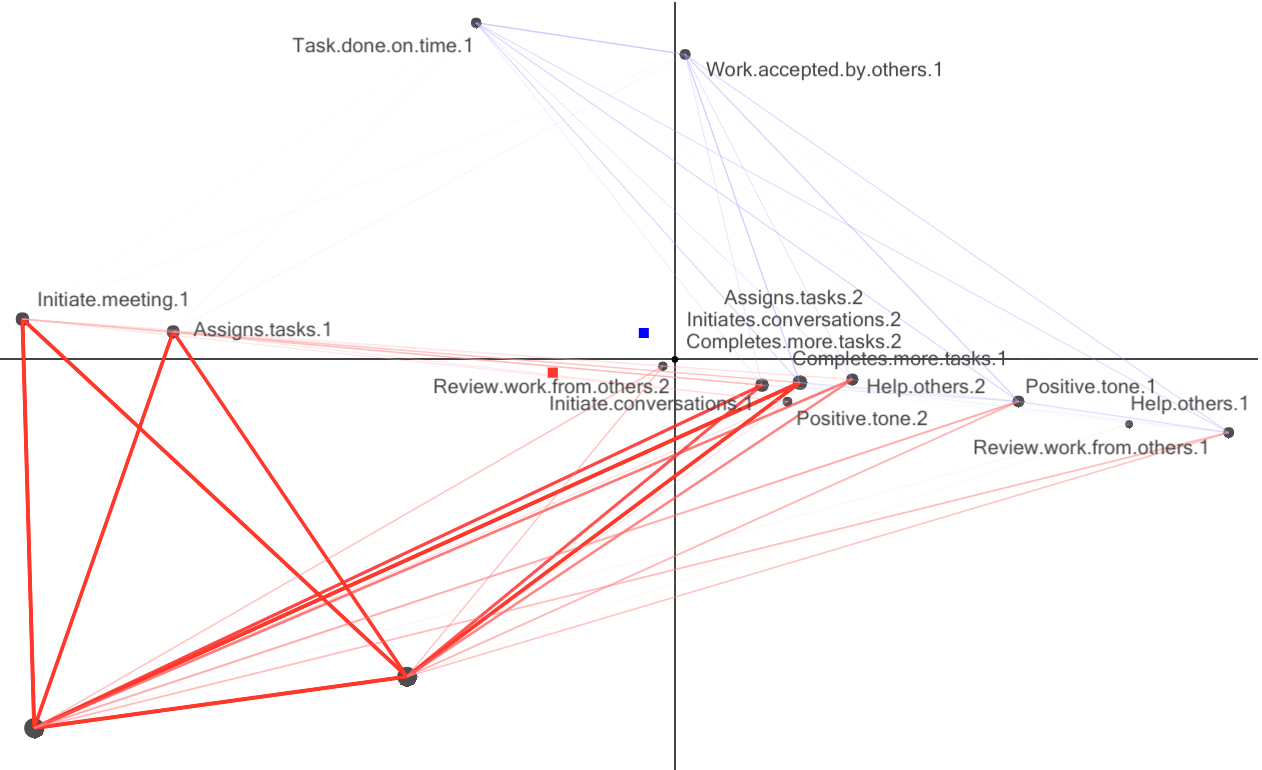 Task.done.on.time.1
Work.accepted.by.others.1
Initiate.meeting.1
Assigns.tasks.2
Initiates.conversations.2
Assigns.tasks.1
Completes.more.tasks.2
Completes.more.tasks.1
Review.work.from.others.2
Help.others.2
Positive.tone.1
Initiate.conversations.1
Help.others.1
Positive.tone.2
Review.work.from.others.1